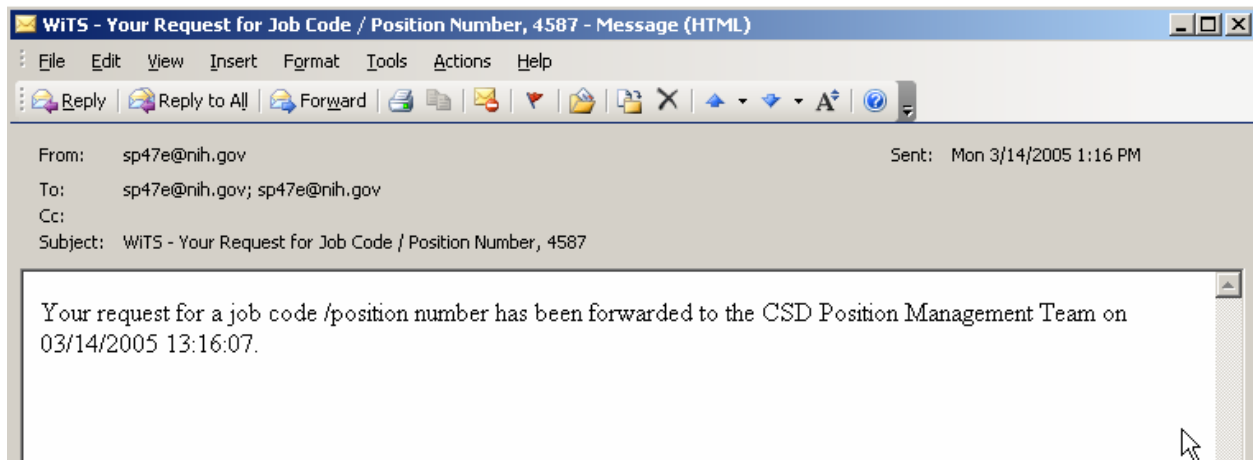 WiTS - Your Request for Job Code / Position Number, 4587 - Message (HTML)
File Edit View Insert Format Tools Actions Help
Reply Reply to All Forward A
From: sp47e@nih.gov Sent: Mon 3/14/2005 1:16 PM
To: sp47e@nih.gov; sp47e@nih.gov
Cc:
Subject: WiTS - Your Request for Job Code / Position Number, 4587
Your request for a job code /position number has been forwarded to the CSD Position Management Team on
03/14/2005 13:16:07.